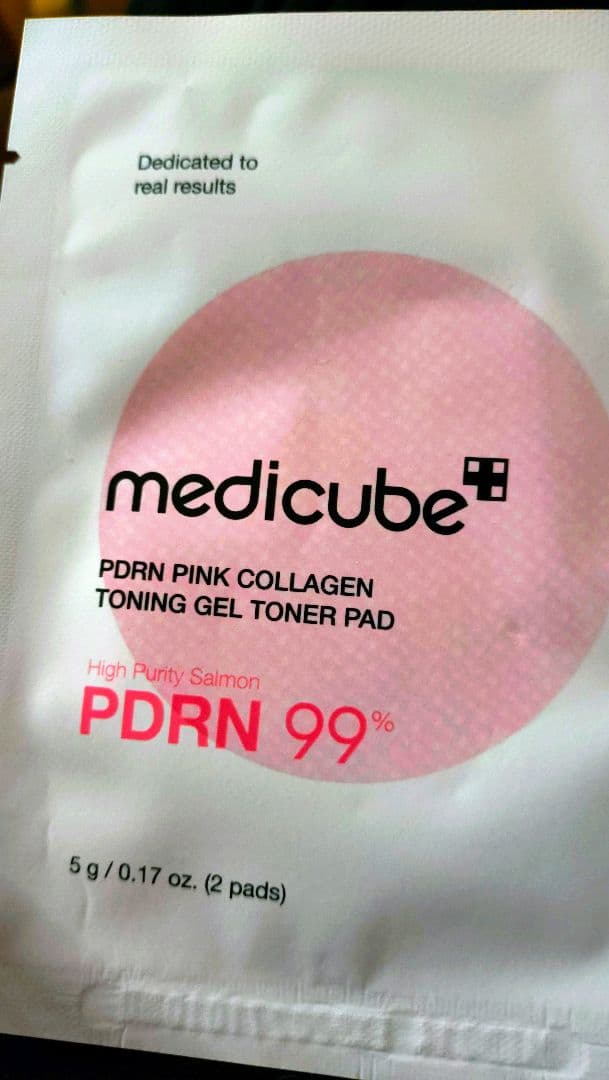 Dedicated to
real results
medicube
PDRN PINK COLLAGEN
TONING GEL TONER PAD
High Purity Salmon
PDRN 99%
5 g / 0.17 oz. (2 pads)